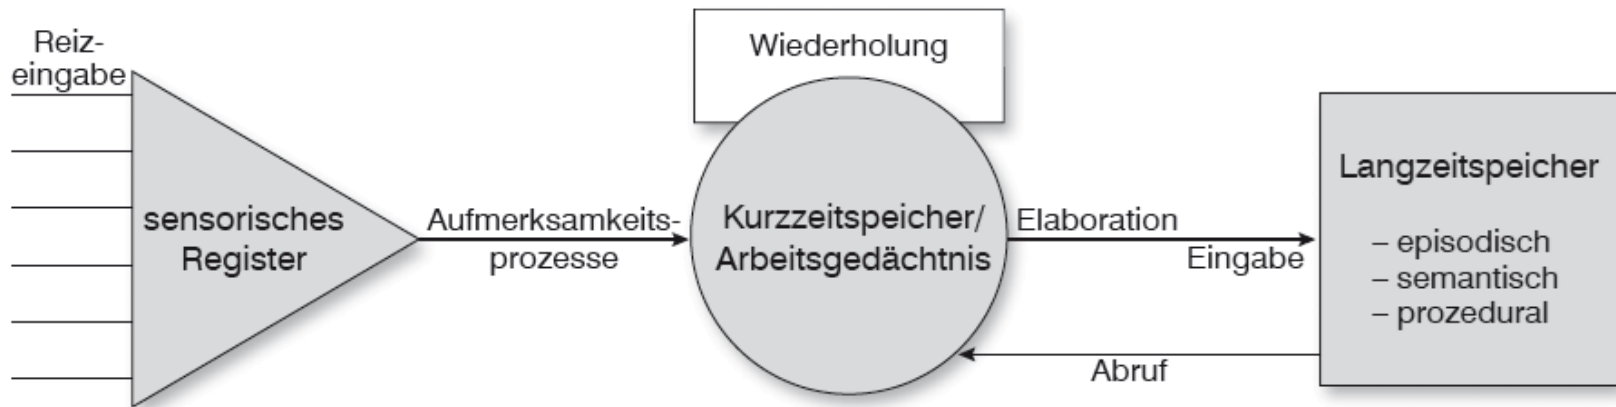 Reiz-
eingabe
sensorisches
Register
Aufmerksamkeits-
prozesse
Wiederholung
Kurzzeitspeicher/
Arbeitsgedächtnis
Elaboration
Eingabe
Abruf
Langzeitspeicher
– episodisch
– semantisch
– prozedural